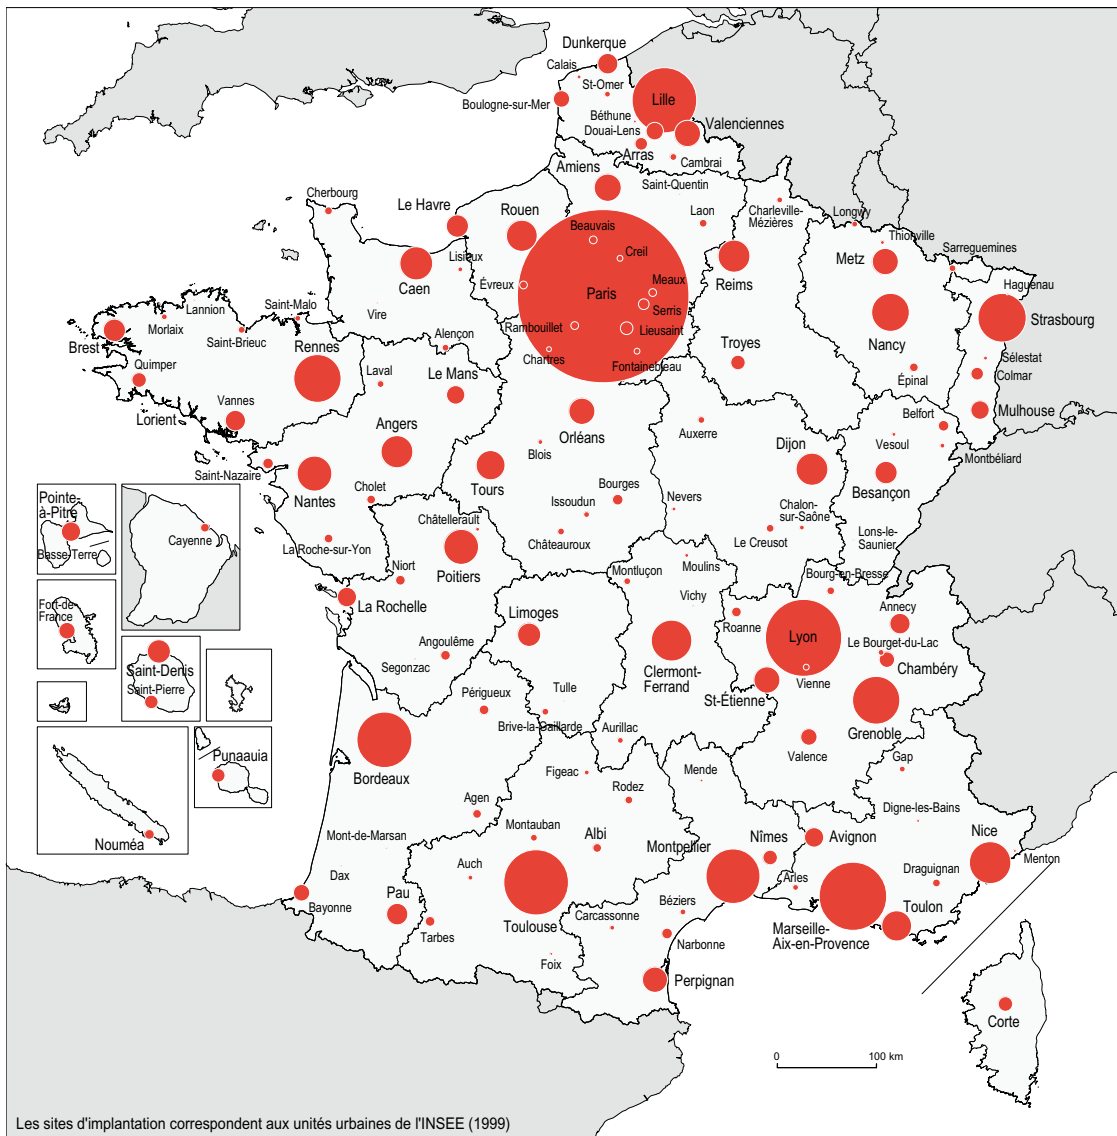 Dunkerque
Calais
St-Omer
Boulogne-sur-Mer
Lille
Béthune
Douai-Lens
Valenciennes
Arras
Cambrai
Amiens
Saint-Quentin
Cherbourg
Le Havre
Rouen
Beauvais
Laon
Charleville-
Mézières
Longwy
Thionville
Sarreguemines
Lisieux
Creil
Metz
Haguenau
Caen
Évreux
Paris
Meaux
Reims
Serris
Lannion
Saint-Malo
Vire
Rambouillet
Lieusaint
Strasbourg
Morlaix
Saint-Brieuc
Alençon
Brest
Rennes
Chartres
Fontainebleau
Troyes
Nancy
Sélestat
Quimper
Laval
Le Mans
Épinal
Colmar
Vannes
Lorient
Angers
Orléans
Auxerre
Belfort
Mulhouse
Saint-Nazaire
Blois
Dijon
Vesoul
Montbéliard
Nantes
Cholet
Tours
Bourges
Issoudun
Nevers
Chalon-
sur-Saône
Besançon
Pointe-
à-Pitre
Basse-Terre
Cayenne
La Roche-sur-Yon
Châtellerault
Châteauroux
Le Creusot
Lons-le-
Saunier
Niort
Poitiers
Montluçon
Moulins
Bourg-en-Bresse
Fort-de-
France
La Rochelle
Vichy
Roanne
Annecy
Limoges
Lyon
Le Bourget-du-Lac
Angoulême
Segonzac
Clermont-
Ferrand
Chambéry
Vienne
Saint-Denis
Saint-Pierre
Périgueux
Tulle
St-Étienne
Brive-la-Gaillarde
Aurillac
Grenoble
Valence
Bordeaux
Punaauia
Figeac
Mende
Gap
Rodez
Agen
Digne-les-Bains
Nouméa
Mont-de-Marsan
Montauban
Albi
Montpellier
Nîmes
Avignon
Nice
Menton
Dax
Auch
Arles
Draguignan
Bayonne
Pau
Tarbes
Toulouse
Carcassonne
Béziers
Marseille-
Aix-en-Provence
Toulon
Narbonne
Foix
Perpignan
Corte
0 100 km
Les sites d'implantation correspondent aux unités urbaines de l'INSEE (1999)